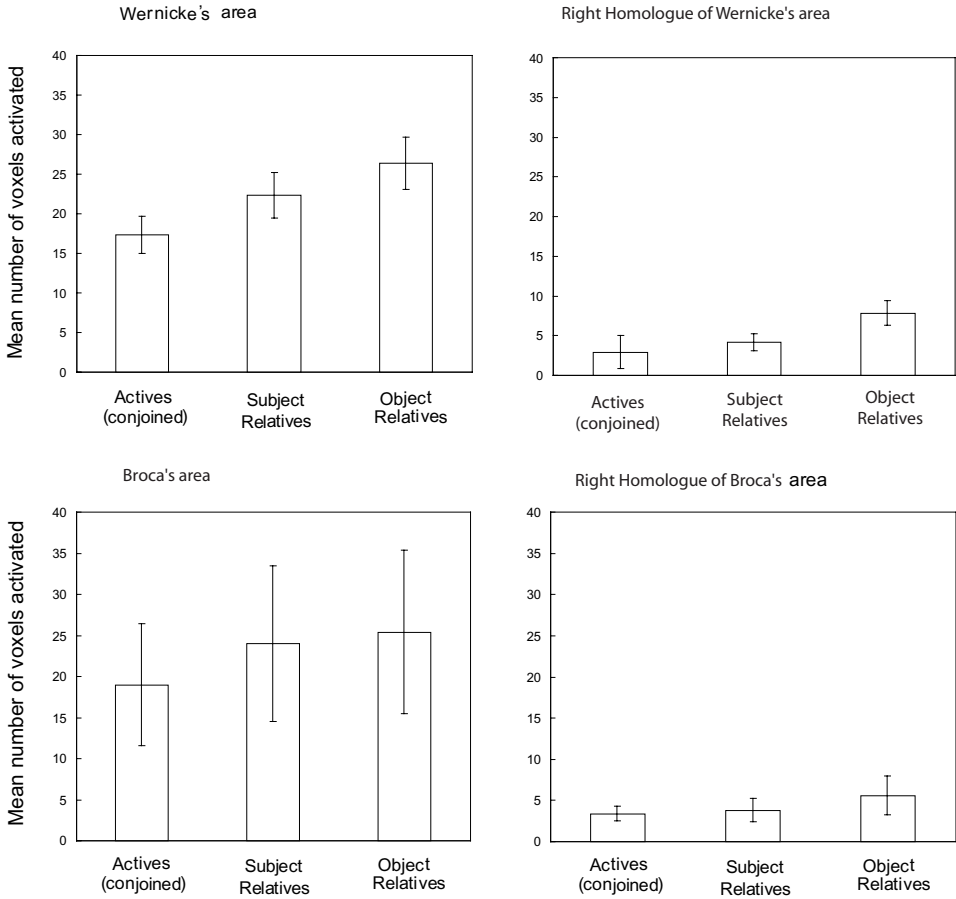 Wernicke's area
Mean number of voxels activated
40
35
30
25
20
15
10
5
0
Actives
(conjoined)
Subject
Relatives
Object
Relatives
Right Homologue of Wernicke's area
40
35
30
25
20
15
10
5
0
Actives
(conjoined)
Subject
Relatives
Object
Relatives
Broca's area
Mean number of voxels activated
40
35
30
25
20
15
10
5
0
Actives
(conjoined)
Subject
Relatives
Object
Relatives
Right Homologue of Broca's area
40
35
30
25
20
15
10
5
0
Actives
(conjoined)
Subject
Relatives
Object
Relatives